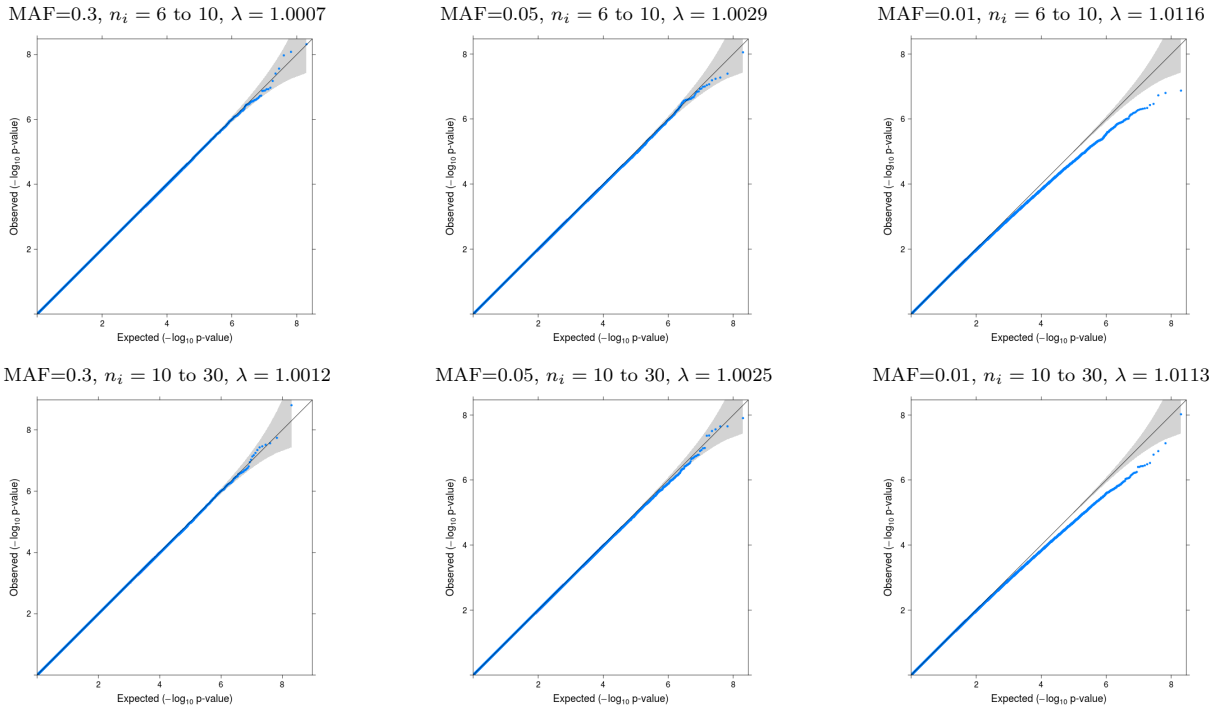 MAF=0.3, nᵢ = 6 to 10, λ = 1.0007
MAF=0.05, nᵢ = 6 to 10, λ = 1.0029
MAF=0.01, nᵢ = 6 to 10, λ = 1.0116
Observed (−log₁₀ p-value)
8
6
4
2
2 4 6 8
Expected (−log₁₀ p-value)
Observed (−log₁₀ p-value)
8
6
4
2
2 4 6 8
Expected (−log₁₀ p-value)
Observed (−log₁₀ p-value)
8
6
4
2
2 4 6 8
Expected (−log₁₀ p-value)
MAF=0.3, nᵢ = 10 to 30, λ = 1.0012
MAF=0.05, nᵢ = 10 to 30, λ = 1.0025
MAF=0.01, nᵢ = 10 to 30, λ = 1.0113
Observed (−log₁₀ p-value)
8
6
4
2
2 4 6 8
Expected (−log₁₀ p-value)
Observed (−log₁₀ p-value)
8
6
4
2
2 4 6 8
Expected (−log₁₀ p-value)
Observed (−log₁₀ p-value)
8
6
4
2
2 4 6 8
Expected (−log₁₀ p-value)